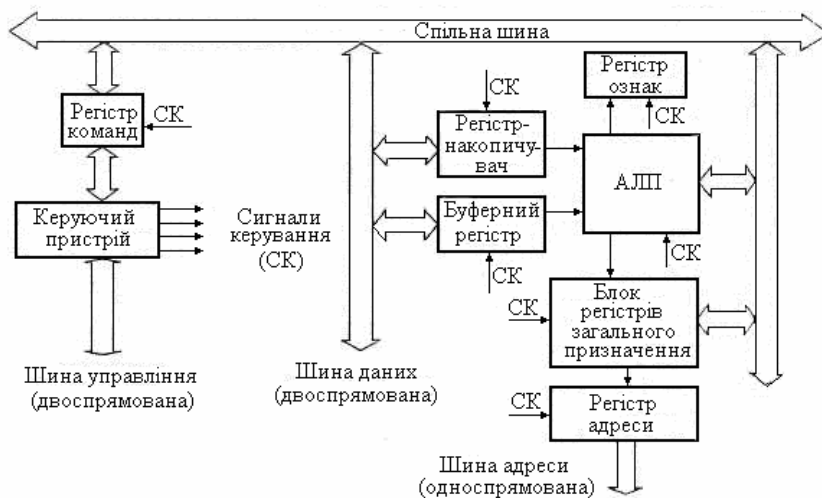 Спільна шина
Регістр
команд
СК
Керуючий
пристрій
Сигнали
керування
(СК)
Шина управління
(двоспрямована)
Шина даних
(двоспрямована)
СК
Регістр-
накопичу-
вач
Буферний
регістр
СК
Регістр
ознак
СК
АЛП
СК
СК
Блок
регістрів
загального
призначення
СК
Регістр
адреси
Шина адреси
(односпрямована)